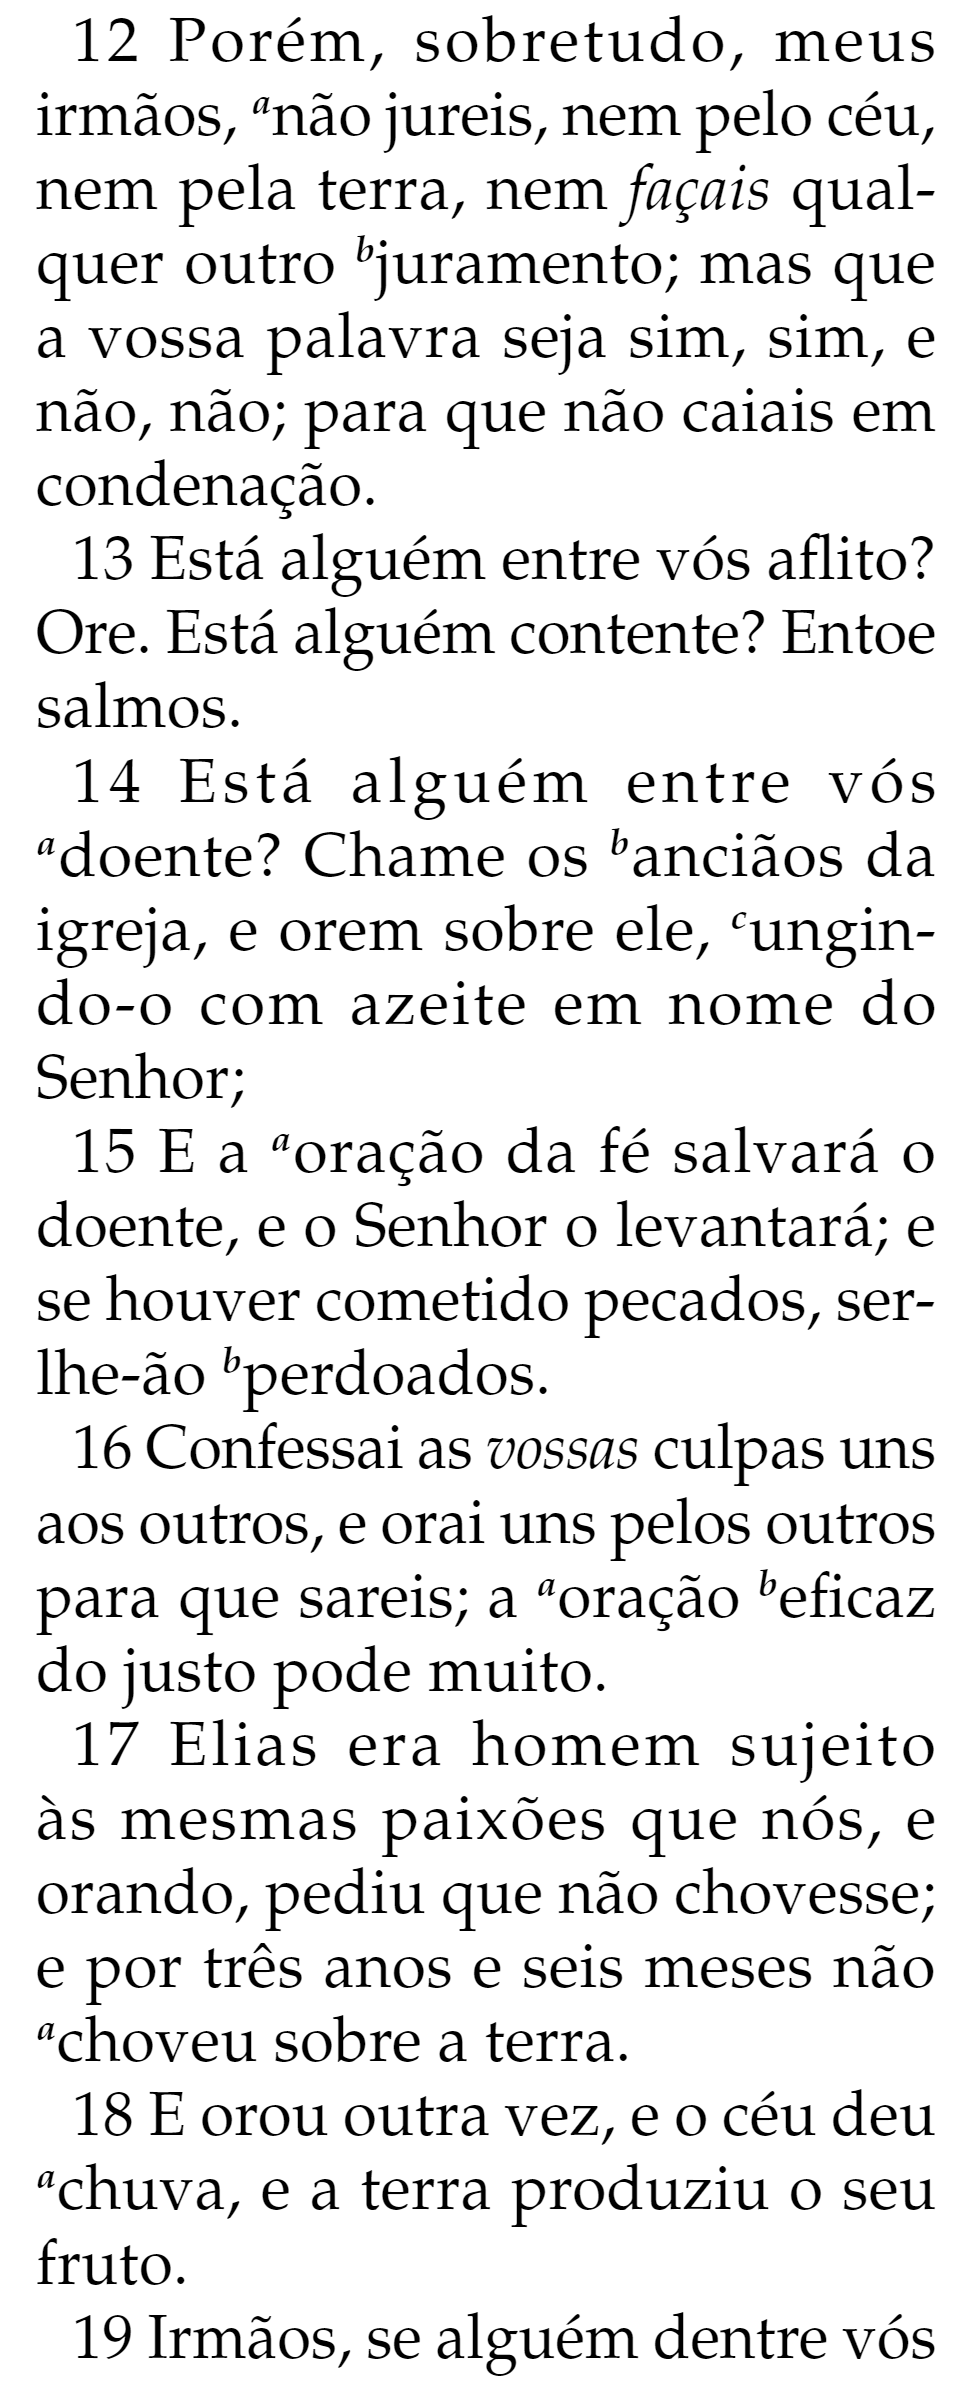 12 Porém, sobretudo, meus
irmãos, ᵃnão jureis, nem pelo céu,
nem pela terra, nem façais qual-
quer outro ᵇjuramento; mas que
a vossa palavra seja sim, sim, e
não, não; para que não caiais em
condenação.
13 Está alguém entre vós aflito?
Ore. Está alguém contente? Entoe
salmos.
14 Está alguém entre vós
ᵃdoente? Chame os ᵇanciãos da
igreja, e orem sobre ele, ᶜungin-
do-o com azeite em nome do
Senhor;
15 E a ᵃoração da fé salvará o
doente, e o Senhor o levantará; e
se houver cometido pecados, ser-
lhe-ão ᵇperdoados.
16 Confessai as vossas culpas uns
aos outros, e orai uns pelos outros
para que sareis; a ᵃoração ᵇeficaz
do justo pode muito.
17 Elias era homem sujeito
às mesmas paixões que nós, e
orando, pediu que não chovesse;
e por três anos e seis meses não
ᵃchoveu sobre a terra.
18 E orou outra vez, e o céu deu
ᵃchuva, e a terra produziu o seu
fruto.
19 Irmãos, se alguém dentre vós